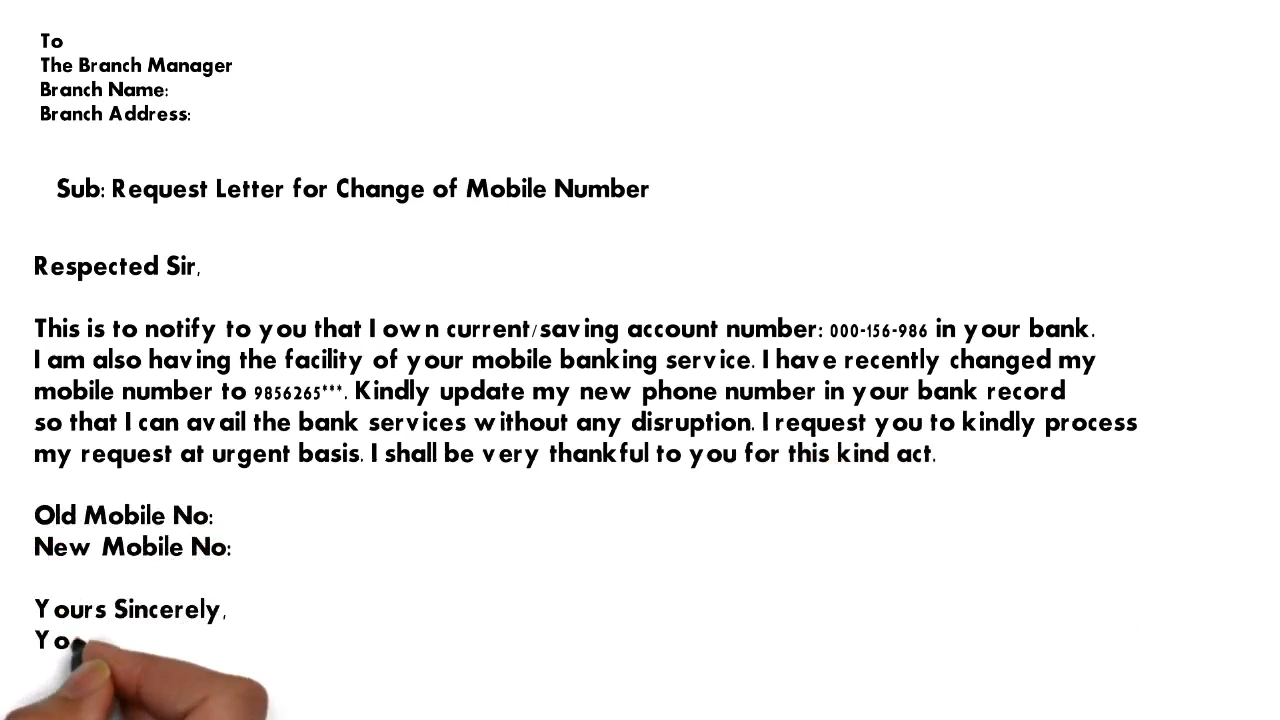 To
The Branch Manager
Branch Name:
Branch Address:
Sub: Request Letter for Change of Mobile Number
Respected Sir,
This is to notify to you that I own current/saving account number: 000-156-986 in your bank.
I am also having the facility of your mobile banking service. I have recently changed my
mobile number to 9856265***. Kindly update my new phone number in your bank record
so that I can avail the bank services without any disruption. I request you to kindly process
my request at urgent basis. I shall be very thankful to you for this kind act.
Old Mobile No:
New Mobile No:
Yours Sincerely,
Yo